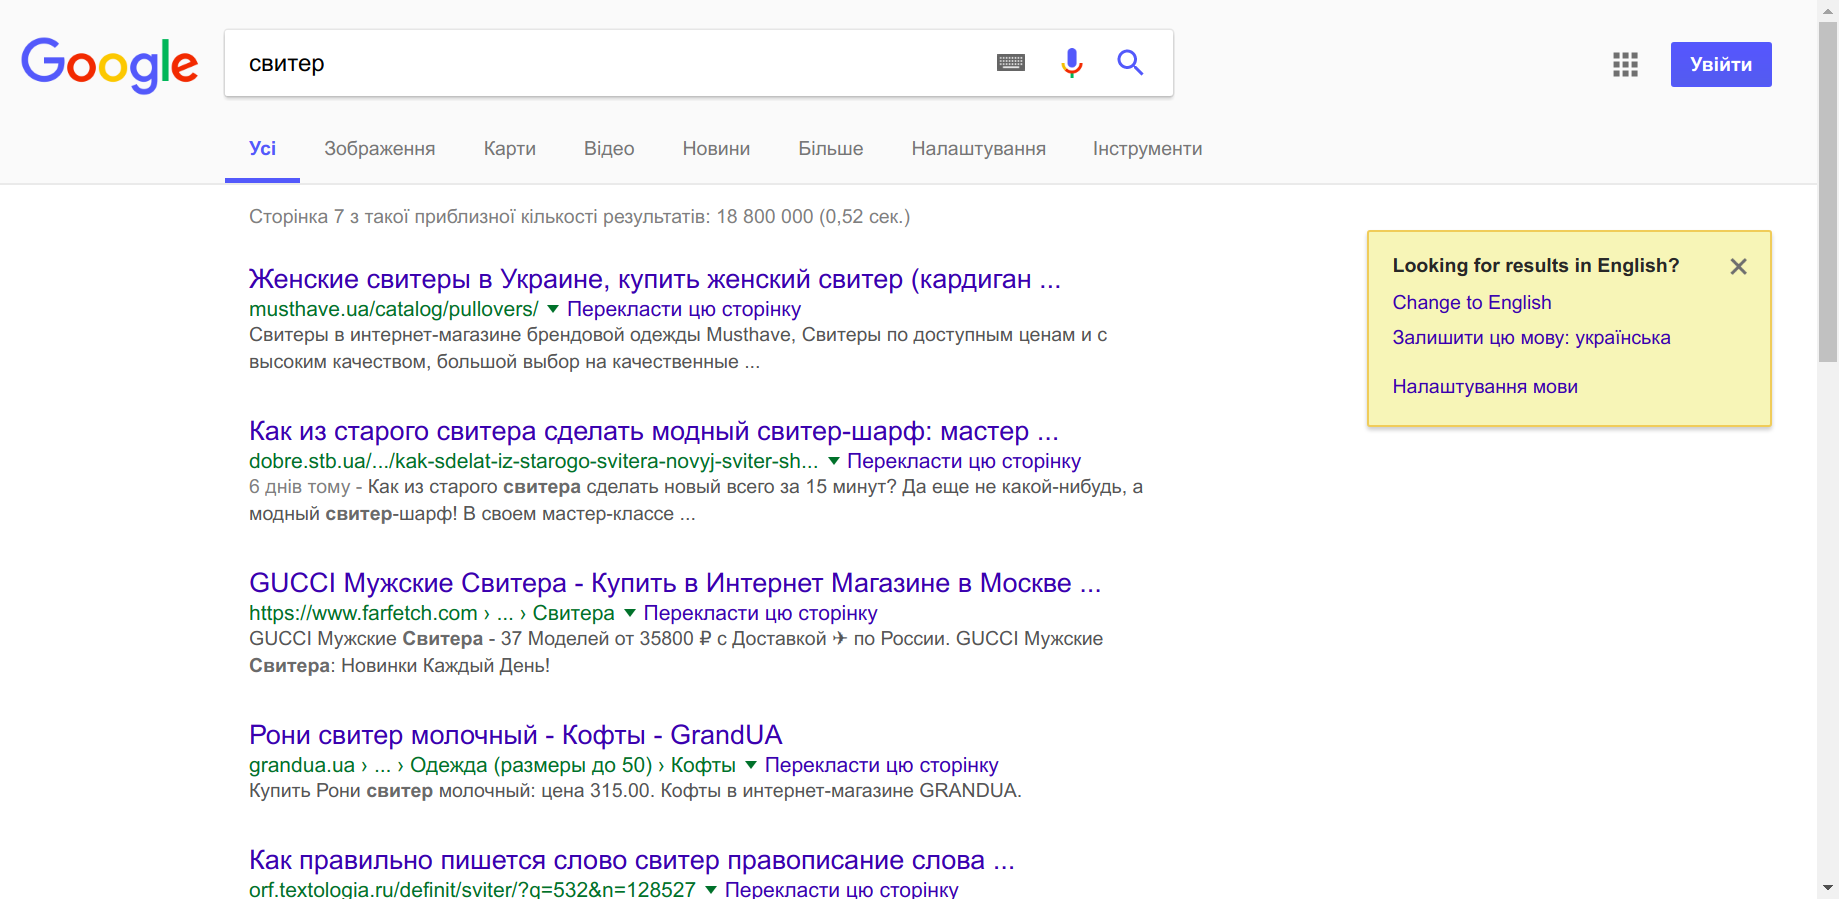 Google
свитер
Увійти
Усі Зображення Карти Відео Новини Більше Налаштування Інструменти
Сторінка 7 з такої приблизної кількості результатів: 18 800 000 (0,52 сек.)
Женские свитеры в Украине, купить женский свитер (кардиган ...
musthave.ua/catalog/pullovers/ Перекласти цю сторінку
Свитеры в интернет-магазине брендовой одежды Musthave, Свитеры по доступным ценам и с
высоким качеством, большой выбор на качественные ...
Как из старого свитера сделать модный свитер-шарф: мастер ...
dobre.stb.ua/.../kak-sdelat-iz-starogo-svitera-novyj-sviter-sh... Перекласти цю сторінку
6 днів тому - Как из старого свитера сделать новый всего за 15 минут? Да еще не какой-нибудь, а
модный свитер-шарф! В своем мастер-классе ...
GUCCI Мужские Свитера - Купить в Интернет Магазине в Москве ...
https://www.farfetch.com › ... › Свитера Перекласти цю сторінку
GUCCI Мужские Свитера - 37 Моделей от 35800 ₽ с Доставкой ✈ по России. GUCCI Мужские
Свитера: Новинки Каждый День!
Рони свитер молочный - Кофты - GrandUA
grandua.ua › ... › Одежда (размеры до 50) › Кофты Перекласти цю сторінку
Купить Рони свитер молочный: цена 315.00. Кофты в интернет-магазине GRANDUA.
Как правильно пишется слово свитер правописание слова ...
orf.textologia.ru/definit/sviter/?q=532&n=128527 Перекласти цю сторінку
Looking for results in English?
Change to English
Залишити цю мову: українська
Налаштування мови